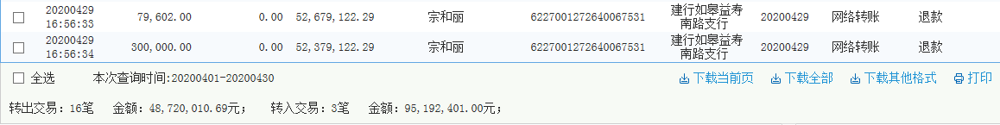 20200429 16:56:33 79,602.00 0.00 52,679,122.29 宗和丽 6227001272640067531 建行如皋益寿南路支行 20200429 网络转账 退款
20200429 16:56:34 300,000.00 0.00 52,379,122.29 宗和丽 6227001272640067531 建行如皋益寿南路支行 20200429 网络转账 退款
全选 本次查询时间:20200401-20200430 下载当前页 下载全部 下载其他格式 打印
转出交易：16笔 金额：48,720,010.69元； 转入交易：3笔 金额：95,192,401.00元；